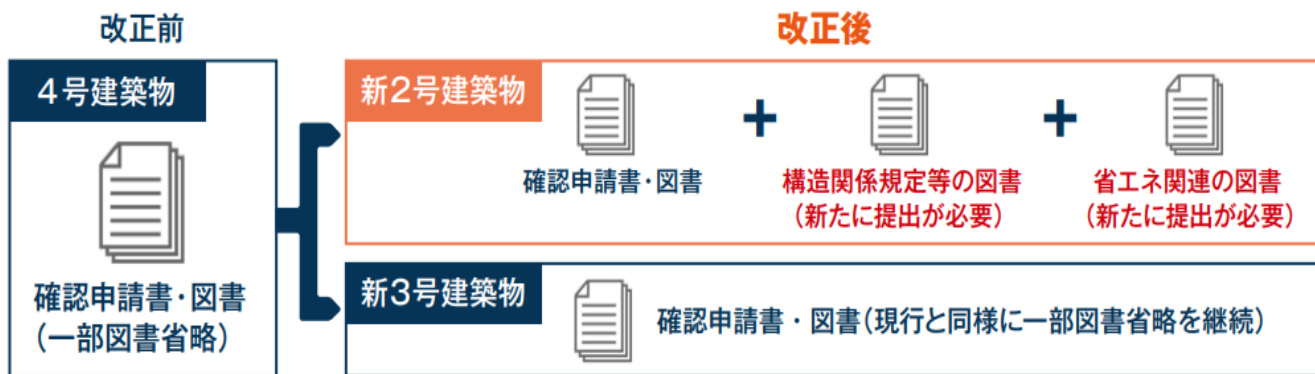 改正前
4号建築物
確認申請書・図書
(一部図書省略)
改正後
新2号建築物
確認申請書・図書
+
構造関係規定等の図書
(新たに提出が必要)
+
省エネ関連の図書
(新たに提出が必要)
新3号建築物
確認申請書・図書(現行と同様に一部図書省略を継続)